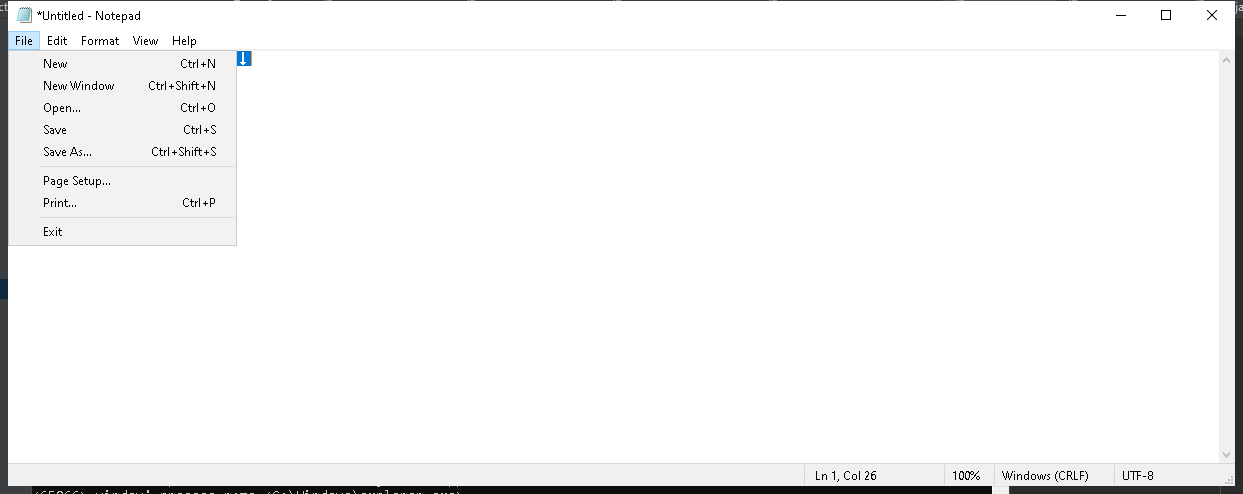 *Untitled - Notepad
File Edit Format View Help
New Ctrl+N
New Window Ctrl+Shift+N
Open... Ctrl+O
Save Ctrl+S
Save As... Ctrl+Shift+S
Page Setup...
Print... Ctrl+P
Exit
↓
Ln 1, Col 26 100% Windows (CRLF) UTF-8